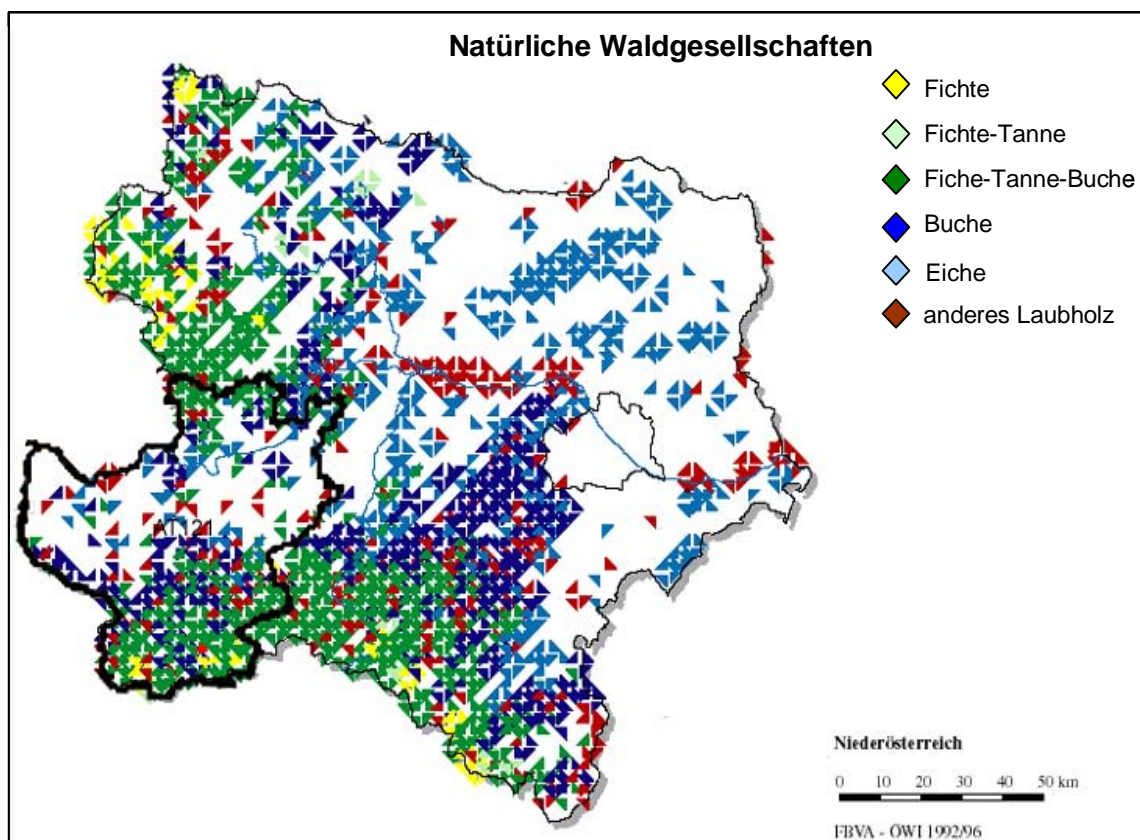 Natürliche Waldgesellschaften
Fichte
Fichte-Tanne
Fiche-Tanne-Buche
Buche
Eiche
anderes Laubholz
AT121
Niederösterreich
0 10 20 30 40 50 km
FBVA - ÖWI 1992/96